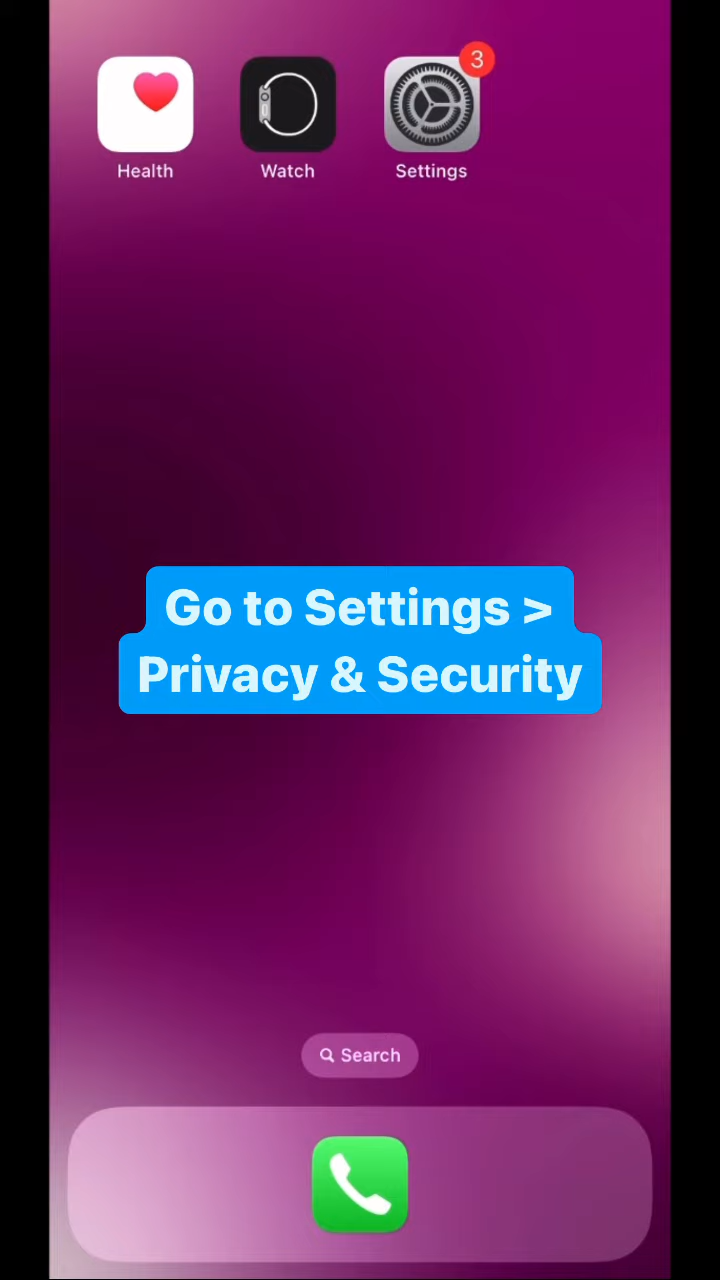 3
Health
Watch
Settings
Go to Settings >
Privacy & Security
Search